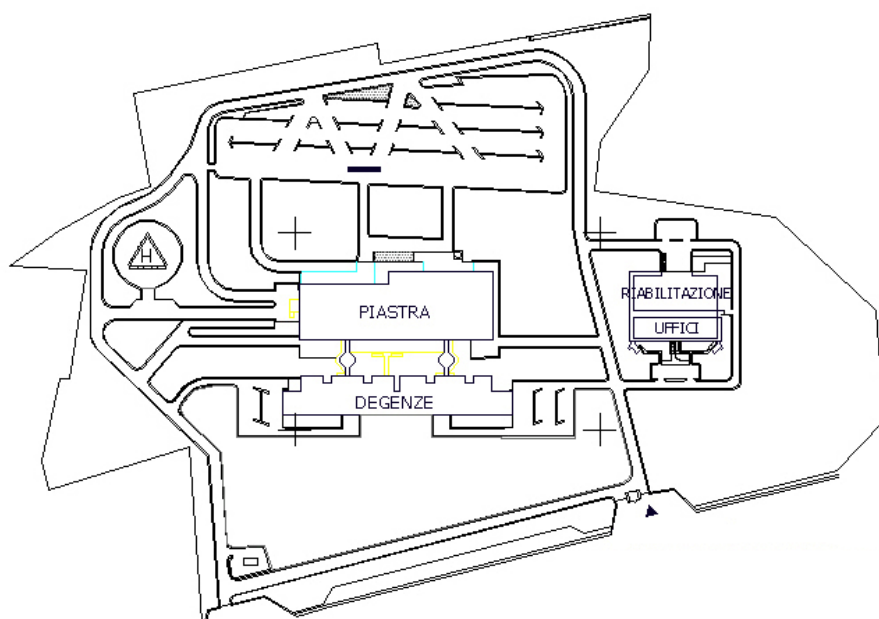 H
RIABILITAZIONE
PIASTRA
UFFICI
DEGENZE